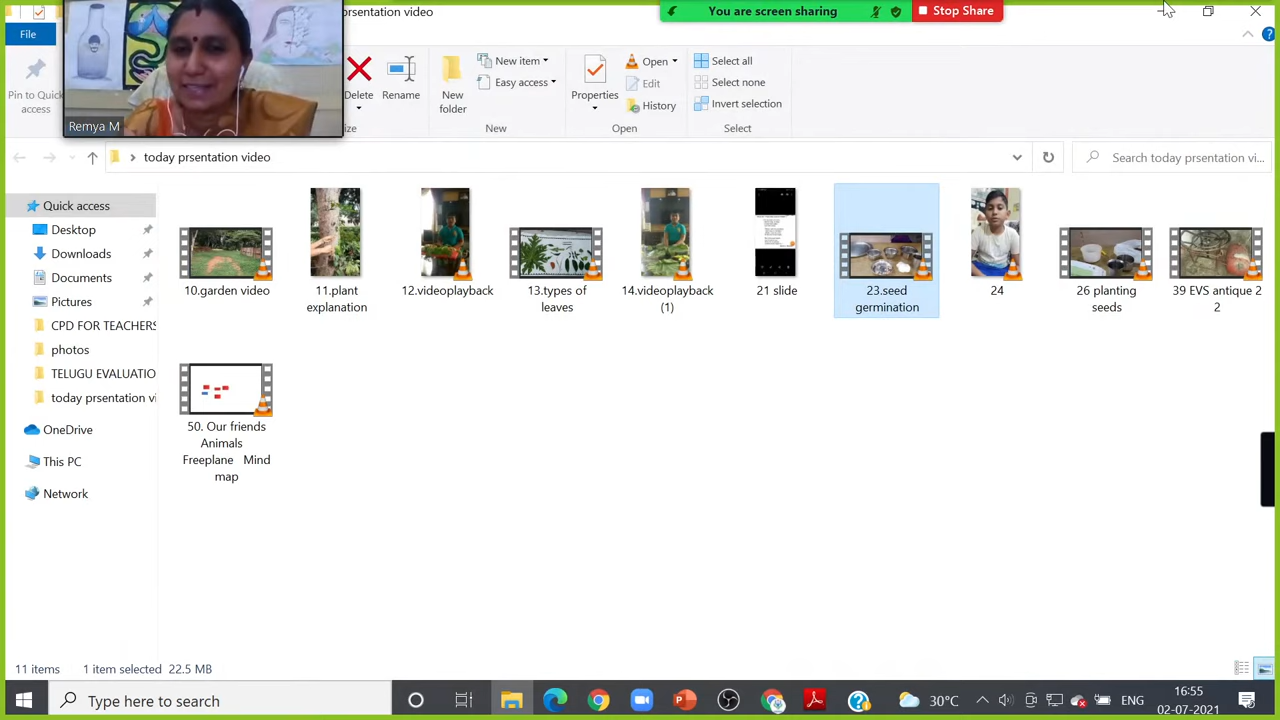 prsentation video
You are screen sharing
Stop Share
File
Remya M
Pin to Quick
access
Delete
Rename
ize
New
folder
New item
Easy access
New
Properties
Open
Edit
History
Open
Select all
Select none
Invert selection
Select
today prsentation video
Search today prsentation vi...
Quick access
Desktop
Downloads
Documents
Pictures
CPD FOR TEACHERS
photos
TELUGU EVALUATIO
today prsentation vi
OneDrive
This PC
Network
10.garden video
11.plant
explanation
12.videoplayback
13.types of
leaves
14.videoplayback
(1)
21 slide
23.seed
germination
24
26 planting
seeds
39 EVS antique 2
2
50. Our friends
Animals
Freeplane Mind
map
11 items
1 item selected 22.5 MB
Type here to search
30°C
ENG
16:55
02-07-2021